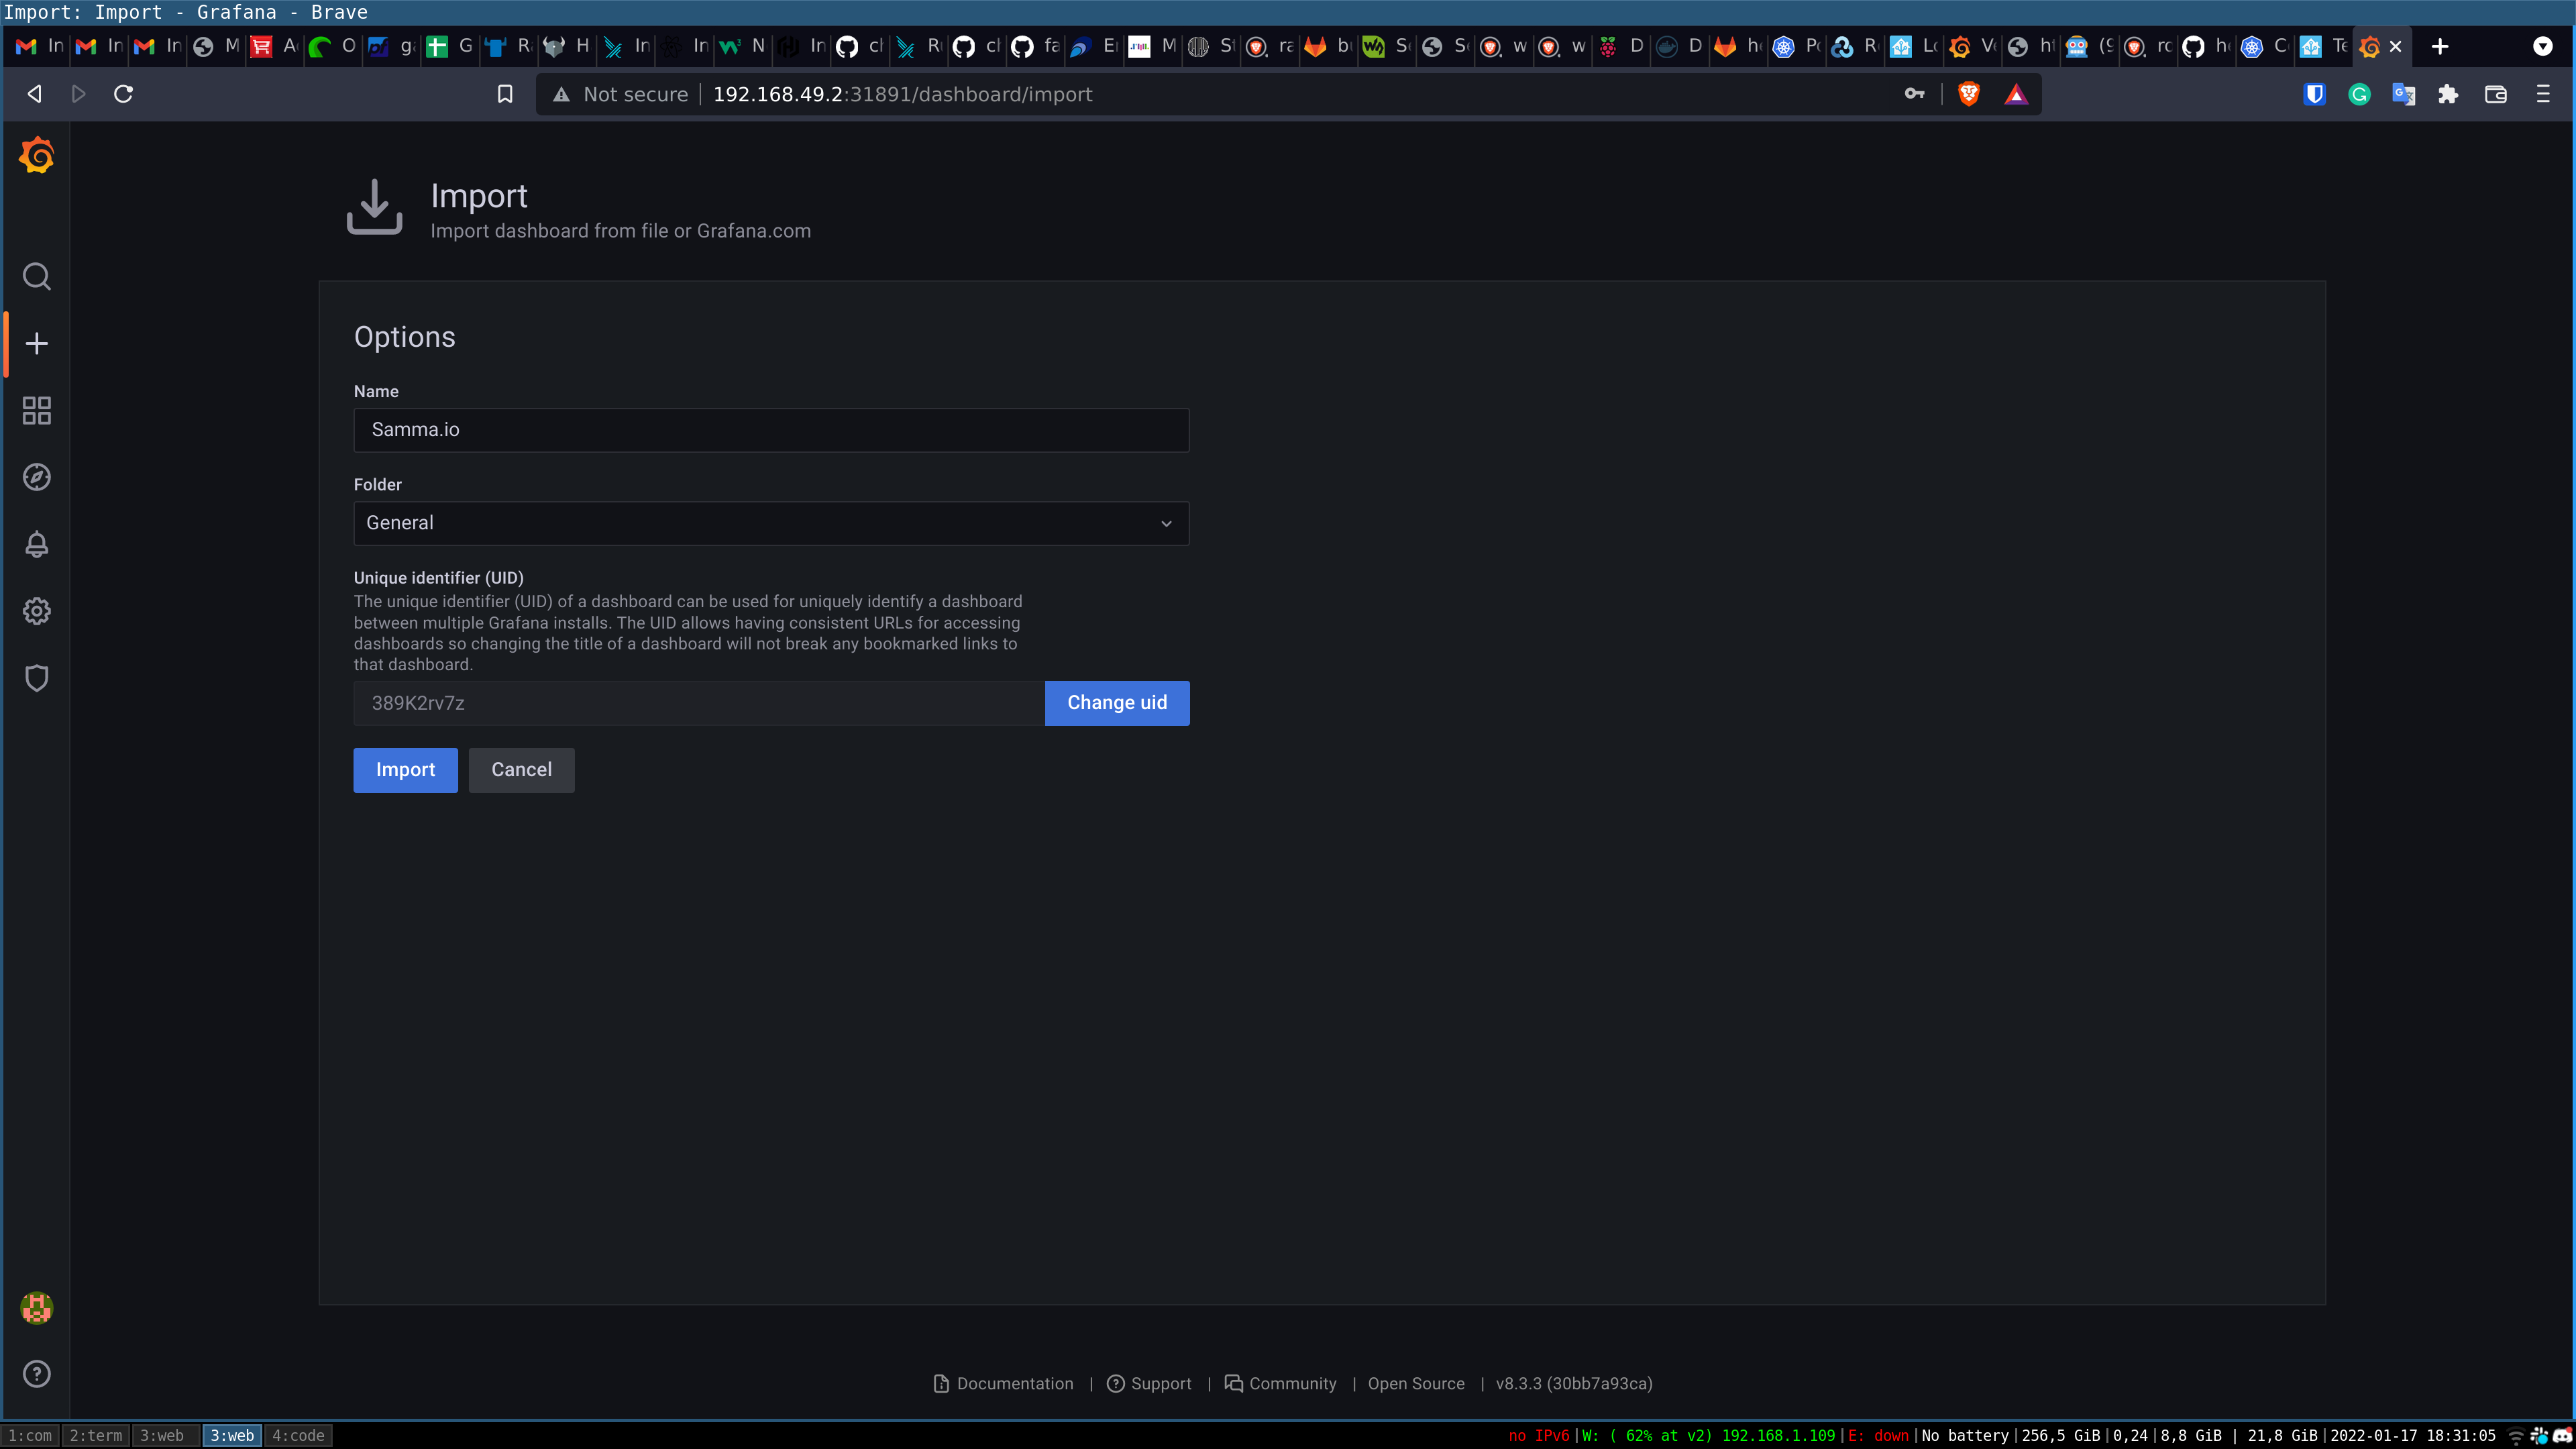 Import: Import - Grafana - Brave
In In In M A O g G R H In In N In cl R cl fa E M S ra b S S w w D D h P R L V h (9 ro h C Te
Not secure 192.168.49.2:31891/dashboard/import
Import
Import dashboard from file or Grafana.com
Options
Name
Samma.io
Folder
General
Unique identifier (UID)
The unique identifier (UID) of a dashboard can be used for uniquely identify a dashboard
between multiple Grafana installs. The UID allows having consistent URLs for accessing
dashboards so changing the title of a dashboard will not break any bookmarked links to
that dashboard.
389K2rv7z
Change uid
Import Cancel
Documentation | Support | Community | Open Source | v8.3.3 (30bb7a93ca)
1:com 2:term 3:web 3:web 4:code no IPv6|W: ( 62% at v2) 192.168.1.109|E: down|No battery|256,5 GiB|0,24|8,8 GiB | 21,8 GiB|2022-01-17 18:31:05